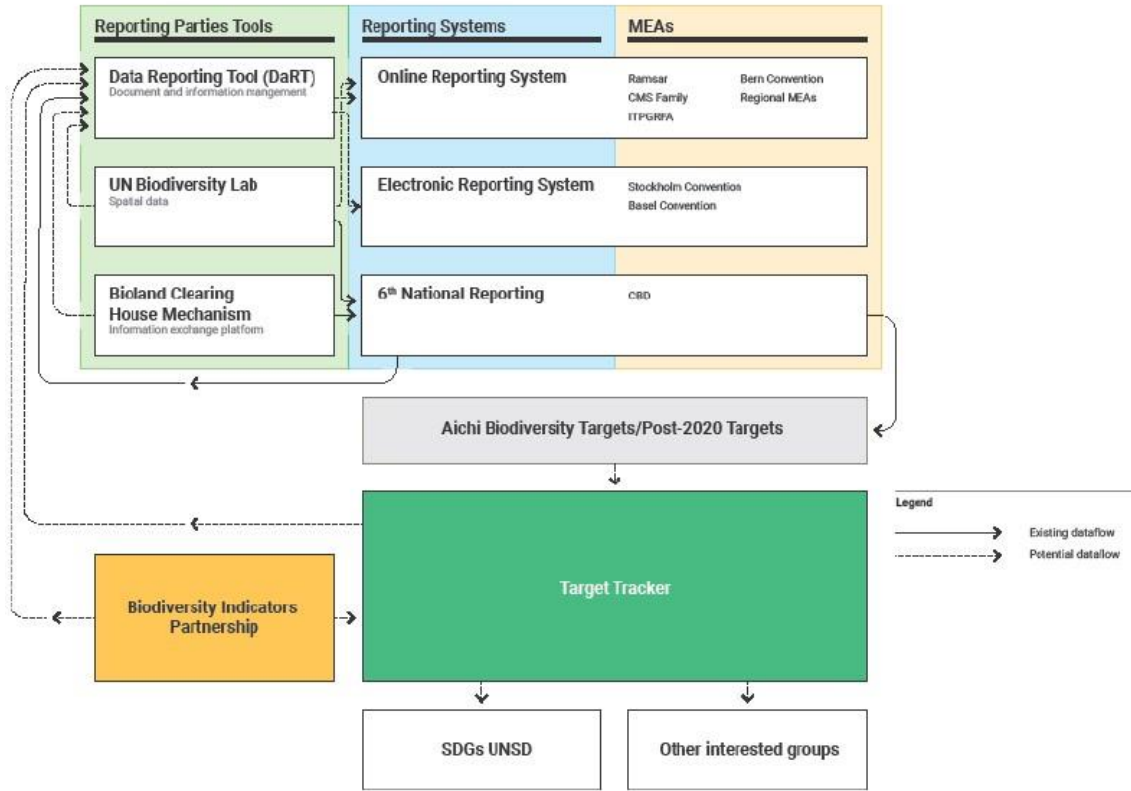 Reporting Parties Tools
Reporting Systems
MEAs
Data Reporting Tool (DaRT)
Document and information mangement
Online Reporting System
Ramsar
CMS Family
ITPGRFA
Bern Convention
Regional MEAs
UN Biodiversity Lab
Spatial data
Electronic Reporting System
Stockholm Convention
Basel Convention
Bioland Clearing
House Mechanism
Information exchange platform
6th National Reporting
CBD
Aichi Biodiversity Targets/Post-2020 Targets
Legend
Existing dataflow
Potential dataflow
Target Tracker
Biodiversity Indicators
Partnership
SDGs UNSD
Other interested groups